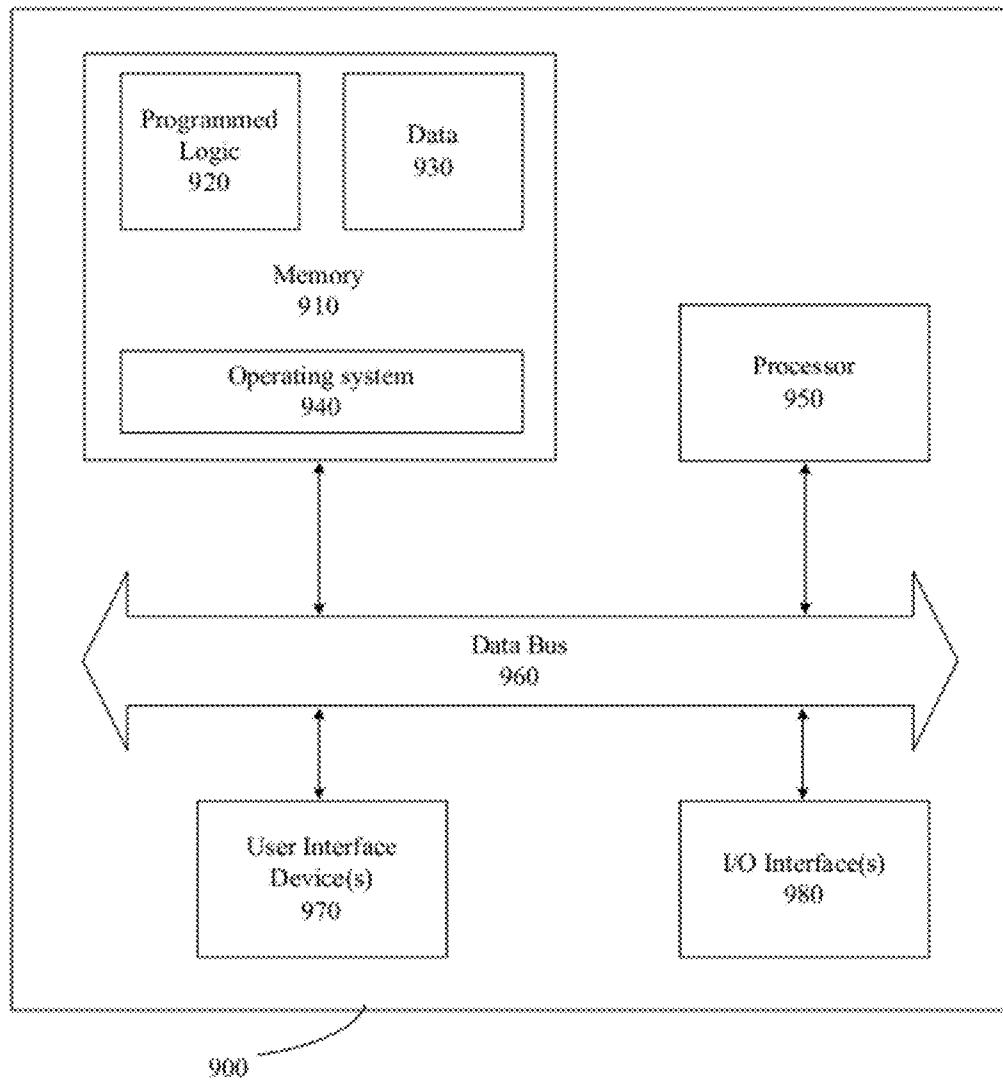 Programmed
Logic
920
Data
930
Memory
910
Operating system
940
Processor
950
Data Bus
960
User Interface
Device(s)
970
I/O Interface(s)
980
900